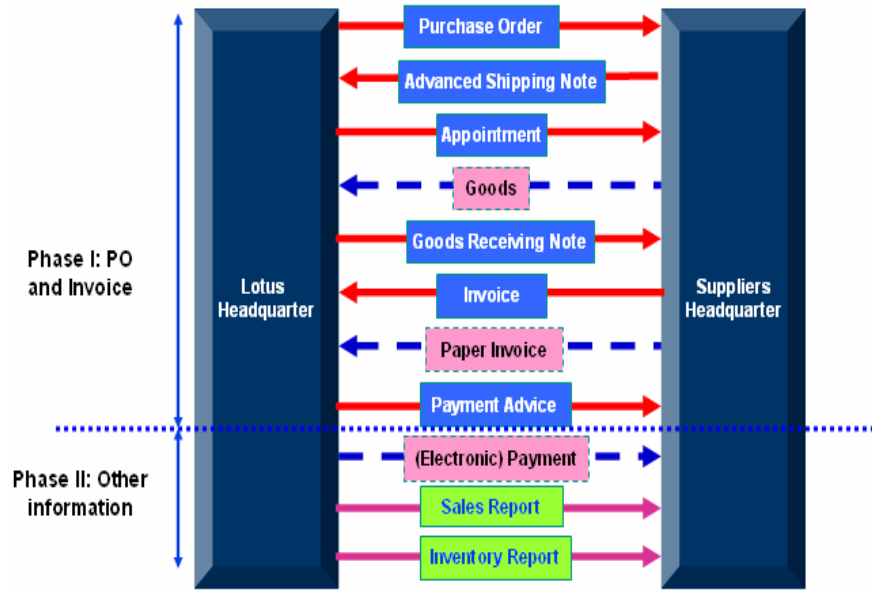 Purchase Order
Advanced Shipping Note
Appointment
Goods
Goods Receiving Note
Phase I: PO
and Invoice
Lotus
Headquarter
Suppliers
Headquarter
Invoice
Paper Invoice
Payment Advice
(Electronic) Payment
Phase II: Other
information
Sales Report
Inventory Report